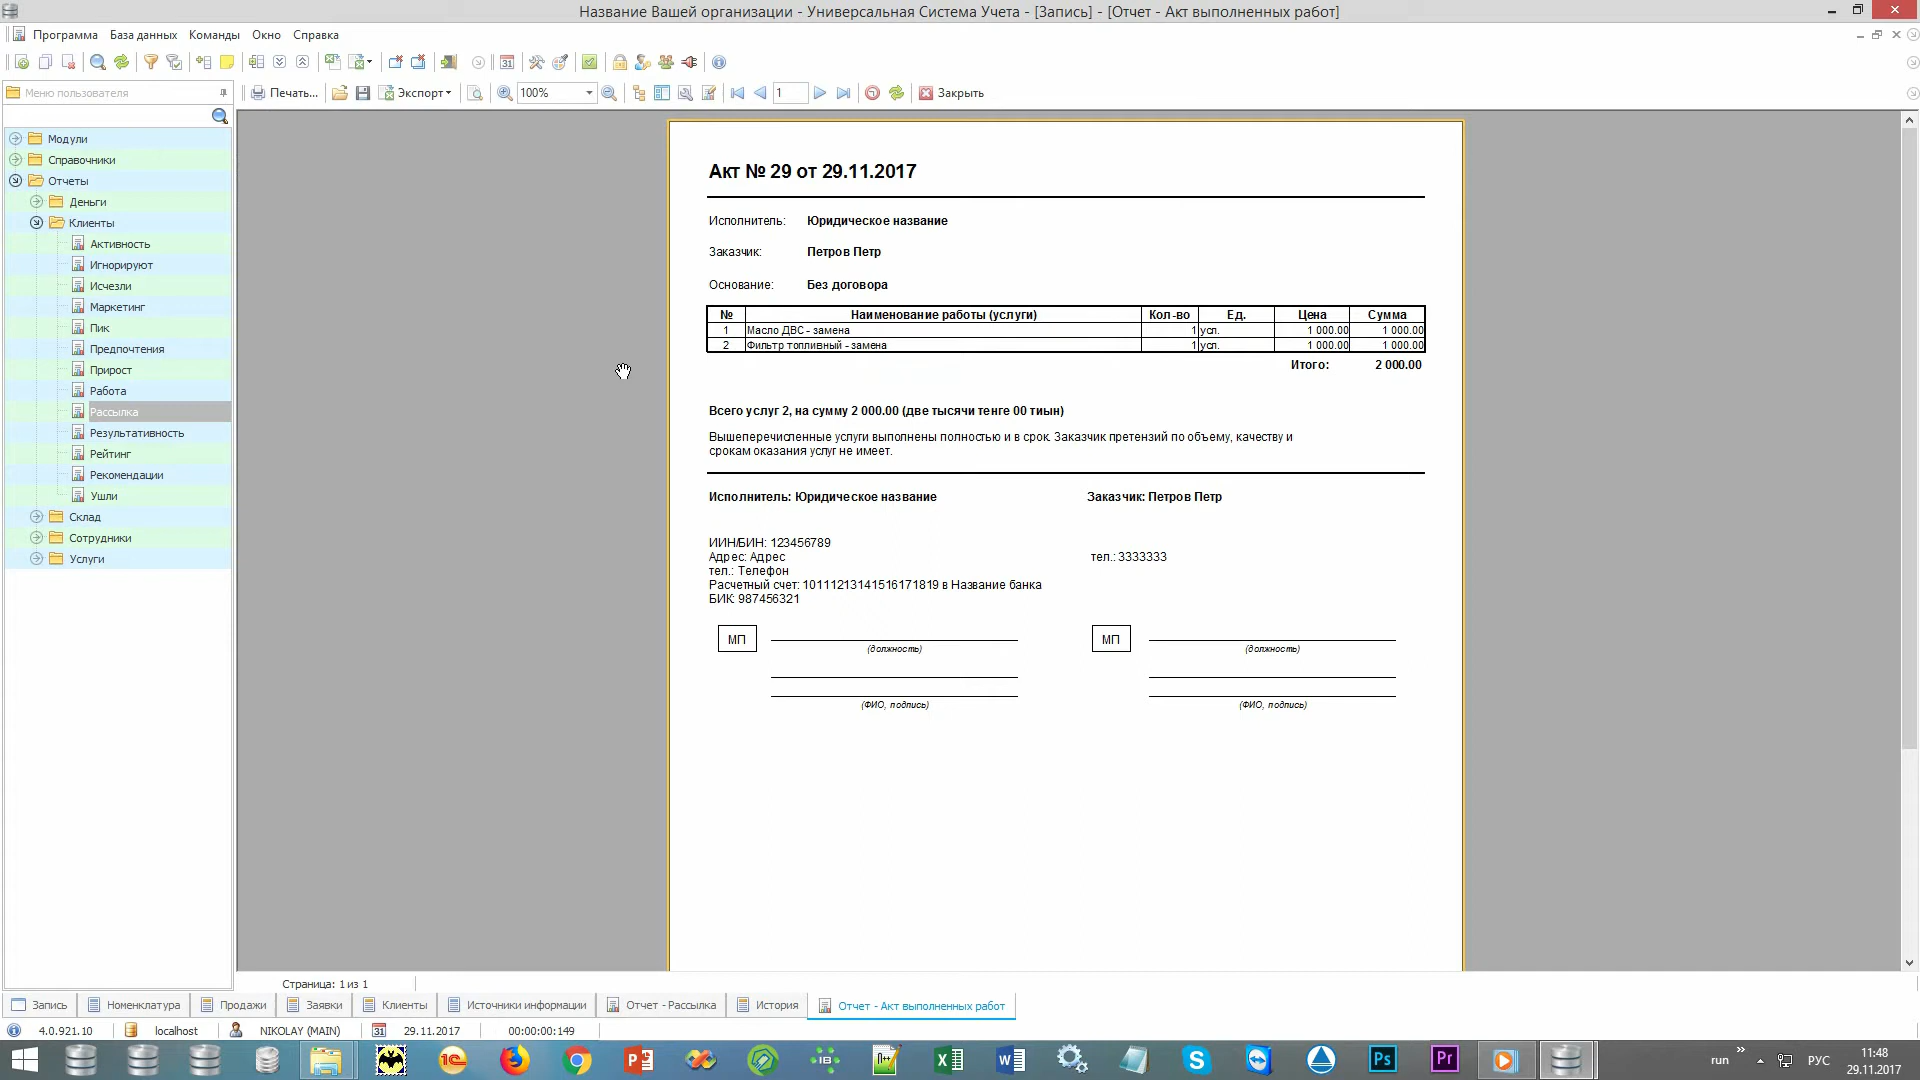 Название Вашей организации - Универсальная Система Учета - [Запись] - [Отчет - Акт выполненных работ]
Программа База данных Команды Окно Справка
Меню пользователя
Печать... Экспорт 100% 1 Закрыть
Модули
Справочники
Отчеты
Деньги
Клиенты
Активность
Игнорируют
Исчезли
Маркетинг
Пик
Предпочтения
Прирост
Работа
Рассылка
Результативность
Рейтинг
Рекомендации
Ушли
Склад
Сотрудники
Услуги
Акт № 29 от 29.11.2017
Исполнитель: Юридическое название
Заказчик: Петров Петр
Основание: Без договора
№ Наименование работы (услуги) Кол-во Ед. Цена Сумма
1 Масло ДВС - замена 1 усл. 1 000.00 1 000.00
2 Фильтр топливный - замена 1 усл. 1 000.00 1 000.00
Итого: 2 000.00
Всего услуг 2, на сумму 2 000.00 (две тысячи тенге 00 тиын)
Вышеперечисленные услуги выполнены полностью и в срок. Заказчик претензий по объему, качеству и
срокам оказания услуг не имеет.
Исполнитель: Юридическое название Заказчик: Петров Петр
ИИН/БИН: 123456789
Адрес: Адрес тел.: 3333333
тел.: Телефон
Расчетный счет: 10111213141516171819 в Название банка
БИК: 987456321
МП МП
(должность) (должность)
(ФИО, подпись) (ФИО, подпись)
Страница: 1 из 1
Запись Номенклатура Продажи Заявки Клиенты Источники информации Отчет - Рассылка История Отчет - Акт выполненных работ
4.0.921.10 localhost NIKOLAY (MAIN) 31 29.11.2017 00:00:00:149
run РУС 11:48
29.11.2017